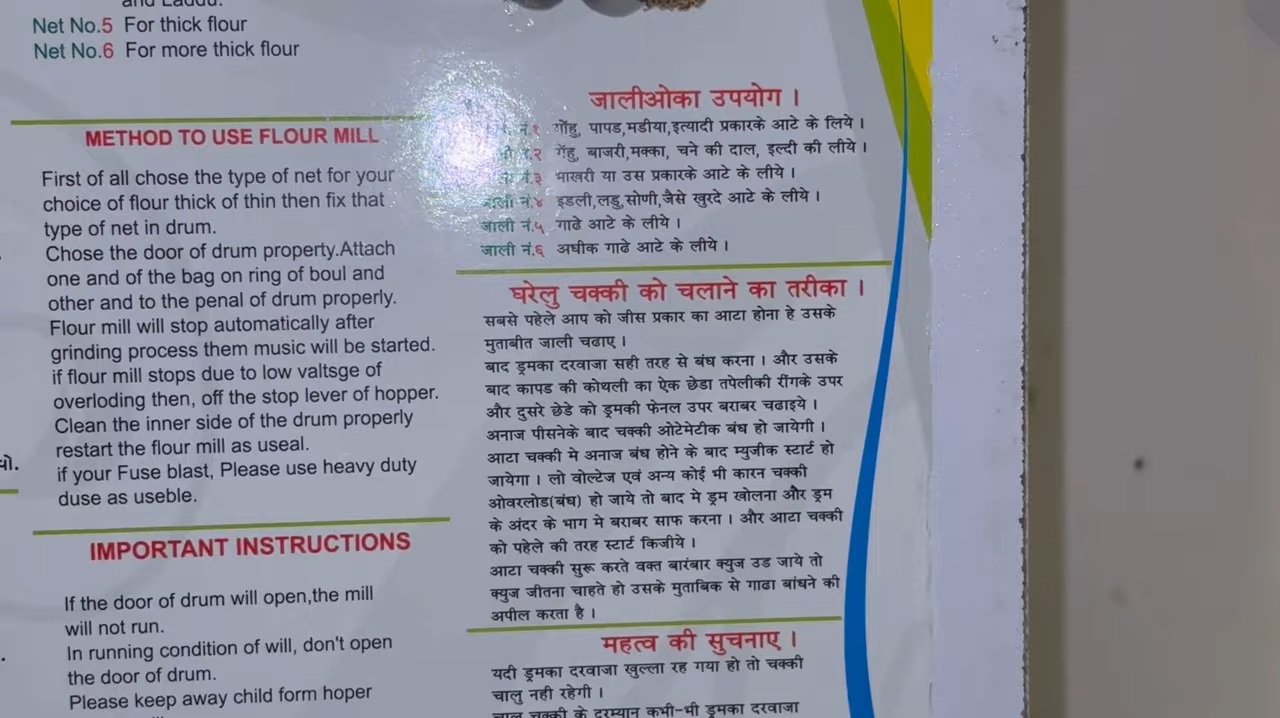 and Laddu.
Net No.5 For thick flour
Net No.6 For more thick flour
METHOD TO USE FLOUR MILL
First of all chose the type of net for your
choice of flour thick of thin then fix that
type of net in drum.
Chose the door of drum property.Attach
one and of the bag on ring of boul and
other and to the penal of drum properly.
Flour mill will stop automatically after
grinding process them music will be started.
if flour mill stops due to low valtsge of
overloding then, off the stop lever of hopper.
Clean the inner side of the drum properly
restart the flour mill as useal.
if your Fuse blast, Please use heavy duty
duse as useble.
IMPORTANT INSTRUCTIONS
If the door of drum will open,the mill
will not run.
In running condition of will, don't open
the door of drum.
Please keep away child form hoper
यो.
जालीओका उपयोग ।
नं.१ गेंहु, पापड,मडीया,इत्यादी प्रकारके आटे के लिये ।
नं.२ गेंहु, बाजरी,मक्का, चने की दाल, इल्दी की लीये ।
नं.३ भाखरी या उस प्रकारके आटे के लीये ।
जाली नं.४ इडली,लडु,सोणी,जैसे खुरदे आटे के लीये ।
जाली नं.५ गाढे आटे के लीये ।
जाली नं.६ अधीक गाढे आटे के लीये ।
घरेलु चक्की को चलाने का तरीका ।
सबसे पहेले आप को जीस प्रकार का आटा होना हे उसके
मुताबीत जाली चढाए ।
बाद ड्रमका दरवाजा सही तरह से बंध करना । और उसके
बाद कापड की कोथली का ऐक छेडा तपेलीकी रींगके उपर
और दुसरे छेडे को ड्रमकी फेनल उपर बराबर चढाइये ।
अनाज पीसनेके बाद चक्की ओटेमेटीक बंध हो जायेगी ।
आटा चक्की मे अनाज बंध होने के बाद म्युजीक स्टार्ट हो
जायेगा । लो वोल्टेज एवं अन्य कोई भी कारन चक्की
ओवरलोड(बंध) हो जाये तो बाद मे ड्रम खोलना और ड्रम
के अंदर के भाग मे बराबर साफ करना । और आटा चक्की
को पहेले की तरह स्टार्ट किजीये ।
आटा चक्की सुरू करते वक्त बारंबार क्युज उड जाये तो
क्युज जीतना चाहते हो उसके मुताबिक से गाढा बांधने की
अपील करता है ।
महत्व की सुचनाए ।
यदी ड्रमका दरवाजा खुल्ला रह गया हो तो चक्की
चालु नही रहेगी ।
चालु चक्की के दरम्यान कभी-भी ड्रमका दरवाजा